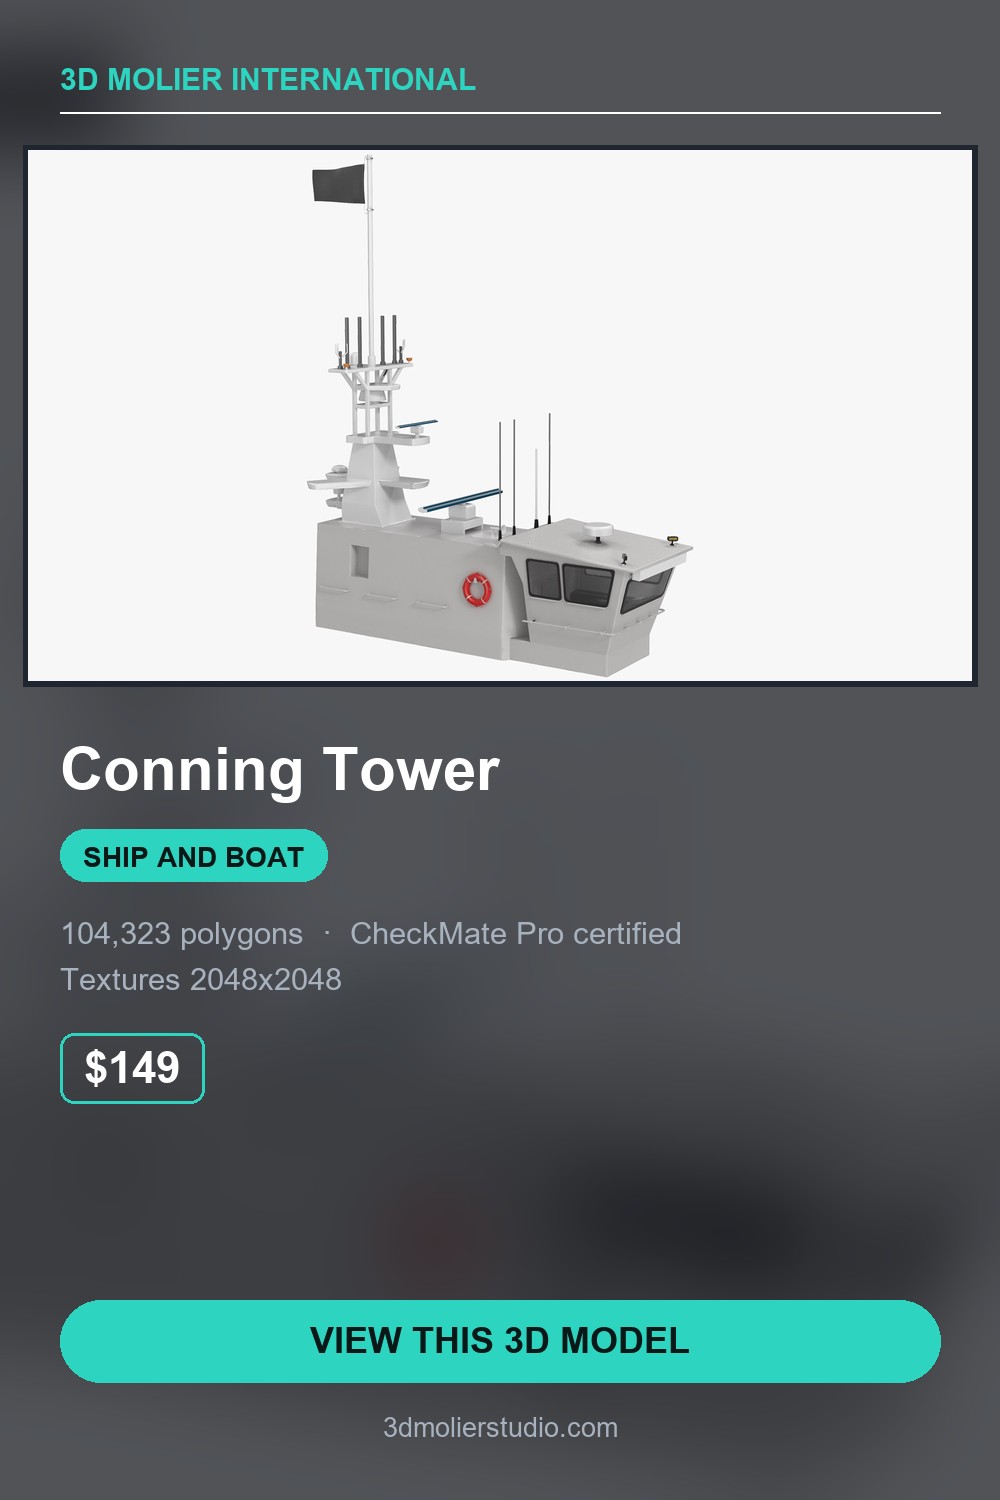 3D MOLIER INTERNATIONAL
Conning Tower
SHIP AND BOAT
104,323 polygons · CheckMate Pro certified
Textures 2048x2048
$149
VIEW THIS 3D MODEL
3dmolierstudio.com